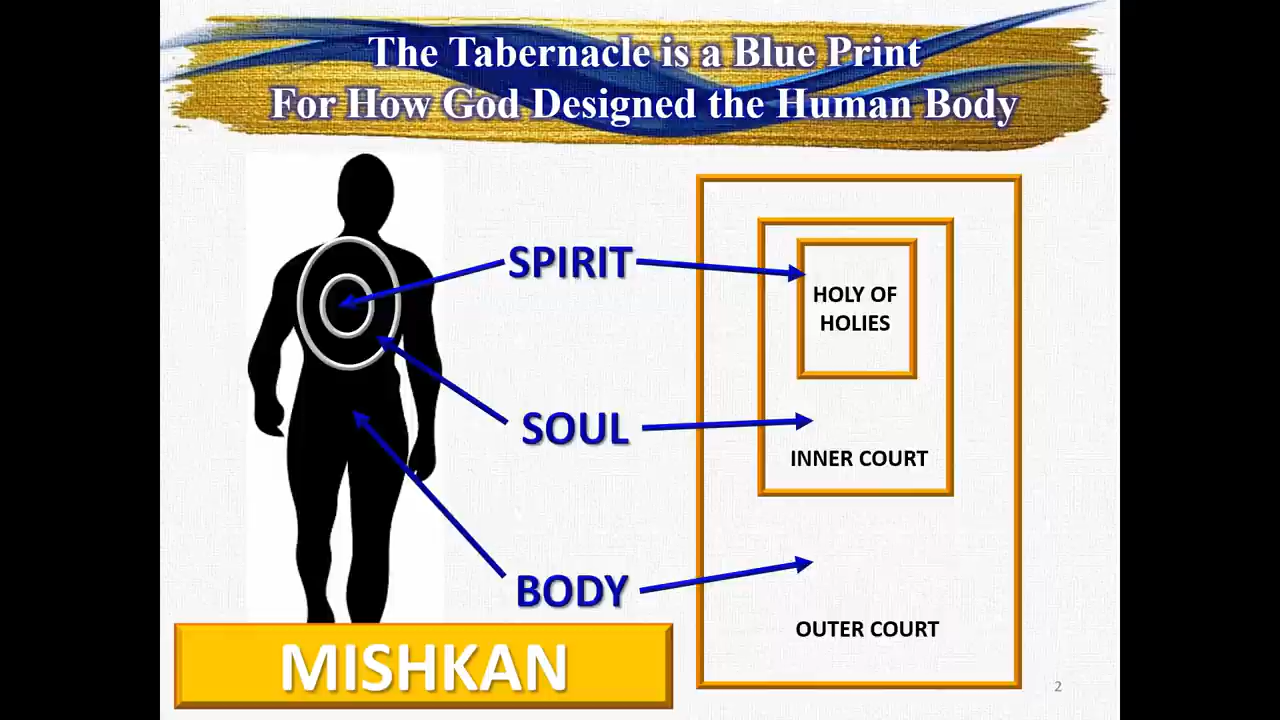 The Tabernacle is a Blue Print
For How God Designed the Human Body
SPIRIT
HOLY OF
HOLIES
SOUL
INNER COURT
BODY
OUTER COURT
MISHKAN
2